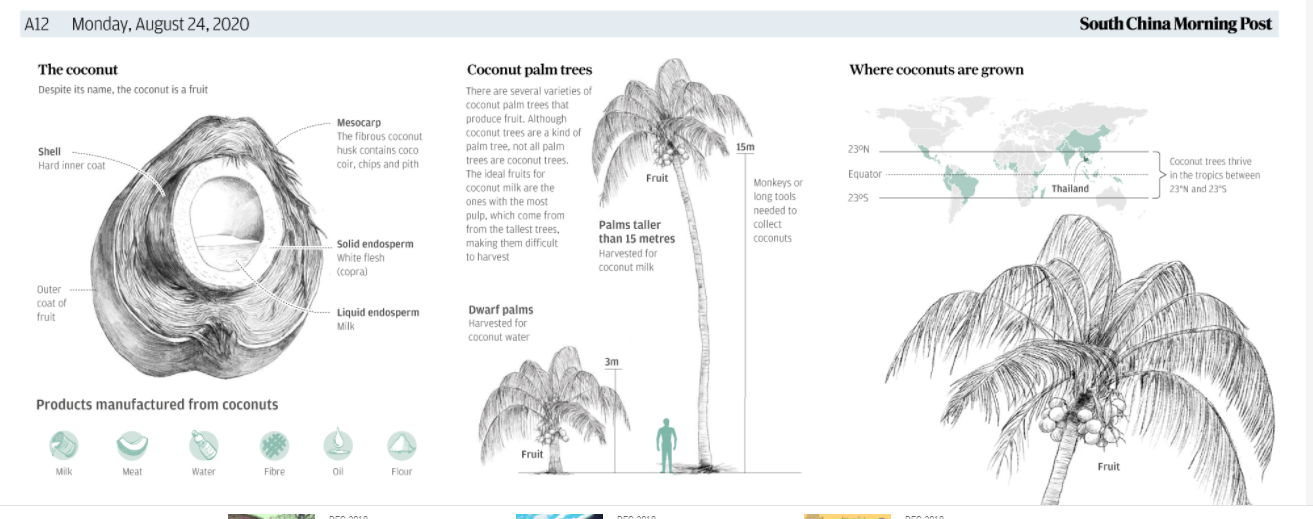 A12 Monday, August 24, 2020
South China Morning Post
The coconut
Despite its name, the coconut is a fruit
Shell
Hard inner coat
Mesocarp
The fibrous coconut
husk contains coco
coir, chips and pith
Solid endosperm
White flesh
(copra)
Outer
coat of
fruit
Liquid endosperm
Milk
Products manufactured from coconuts
Milk
Meat
Water
Fibre
Oil
Flour
Coconut palm trees
There are several varieties of
coconut palm trees that
produce fruit. Although
coconut trees are a kind of
palm tree, not all palm
trees are coconut trees.
The ideal fruits for
coconut milk are the
ones with the most
pulp, which come from
from the tallest trees,
making them difficult
to harvest
Fruit
15m
Monkeys or
long tools
needed to
collect
coconuts
Palms taller
than 15 metres
Harvested for
coconut milk
Dwarf palms
Harvested for
coconut water
3m
Fruit
Where coconuts are grown
23ºN
Equator
23ºS
Thailand
Coconut trees thrive
in the tropics between
23°N and 23°S
Fruit